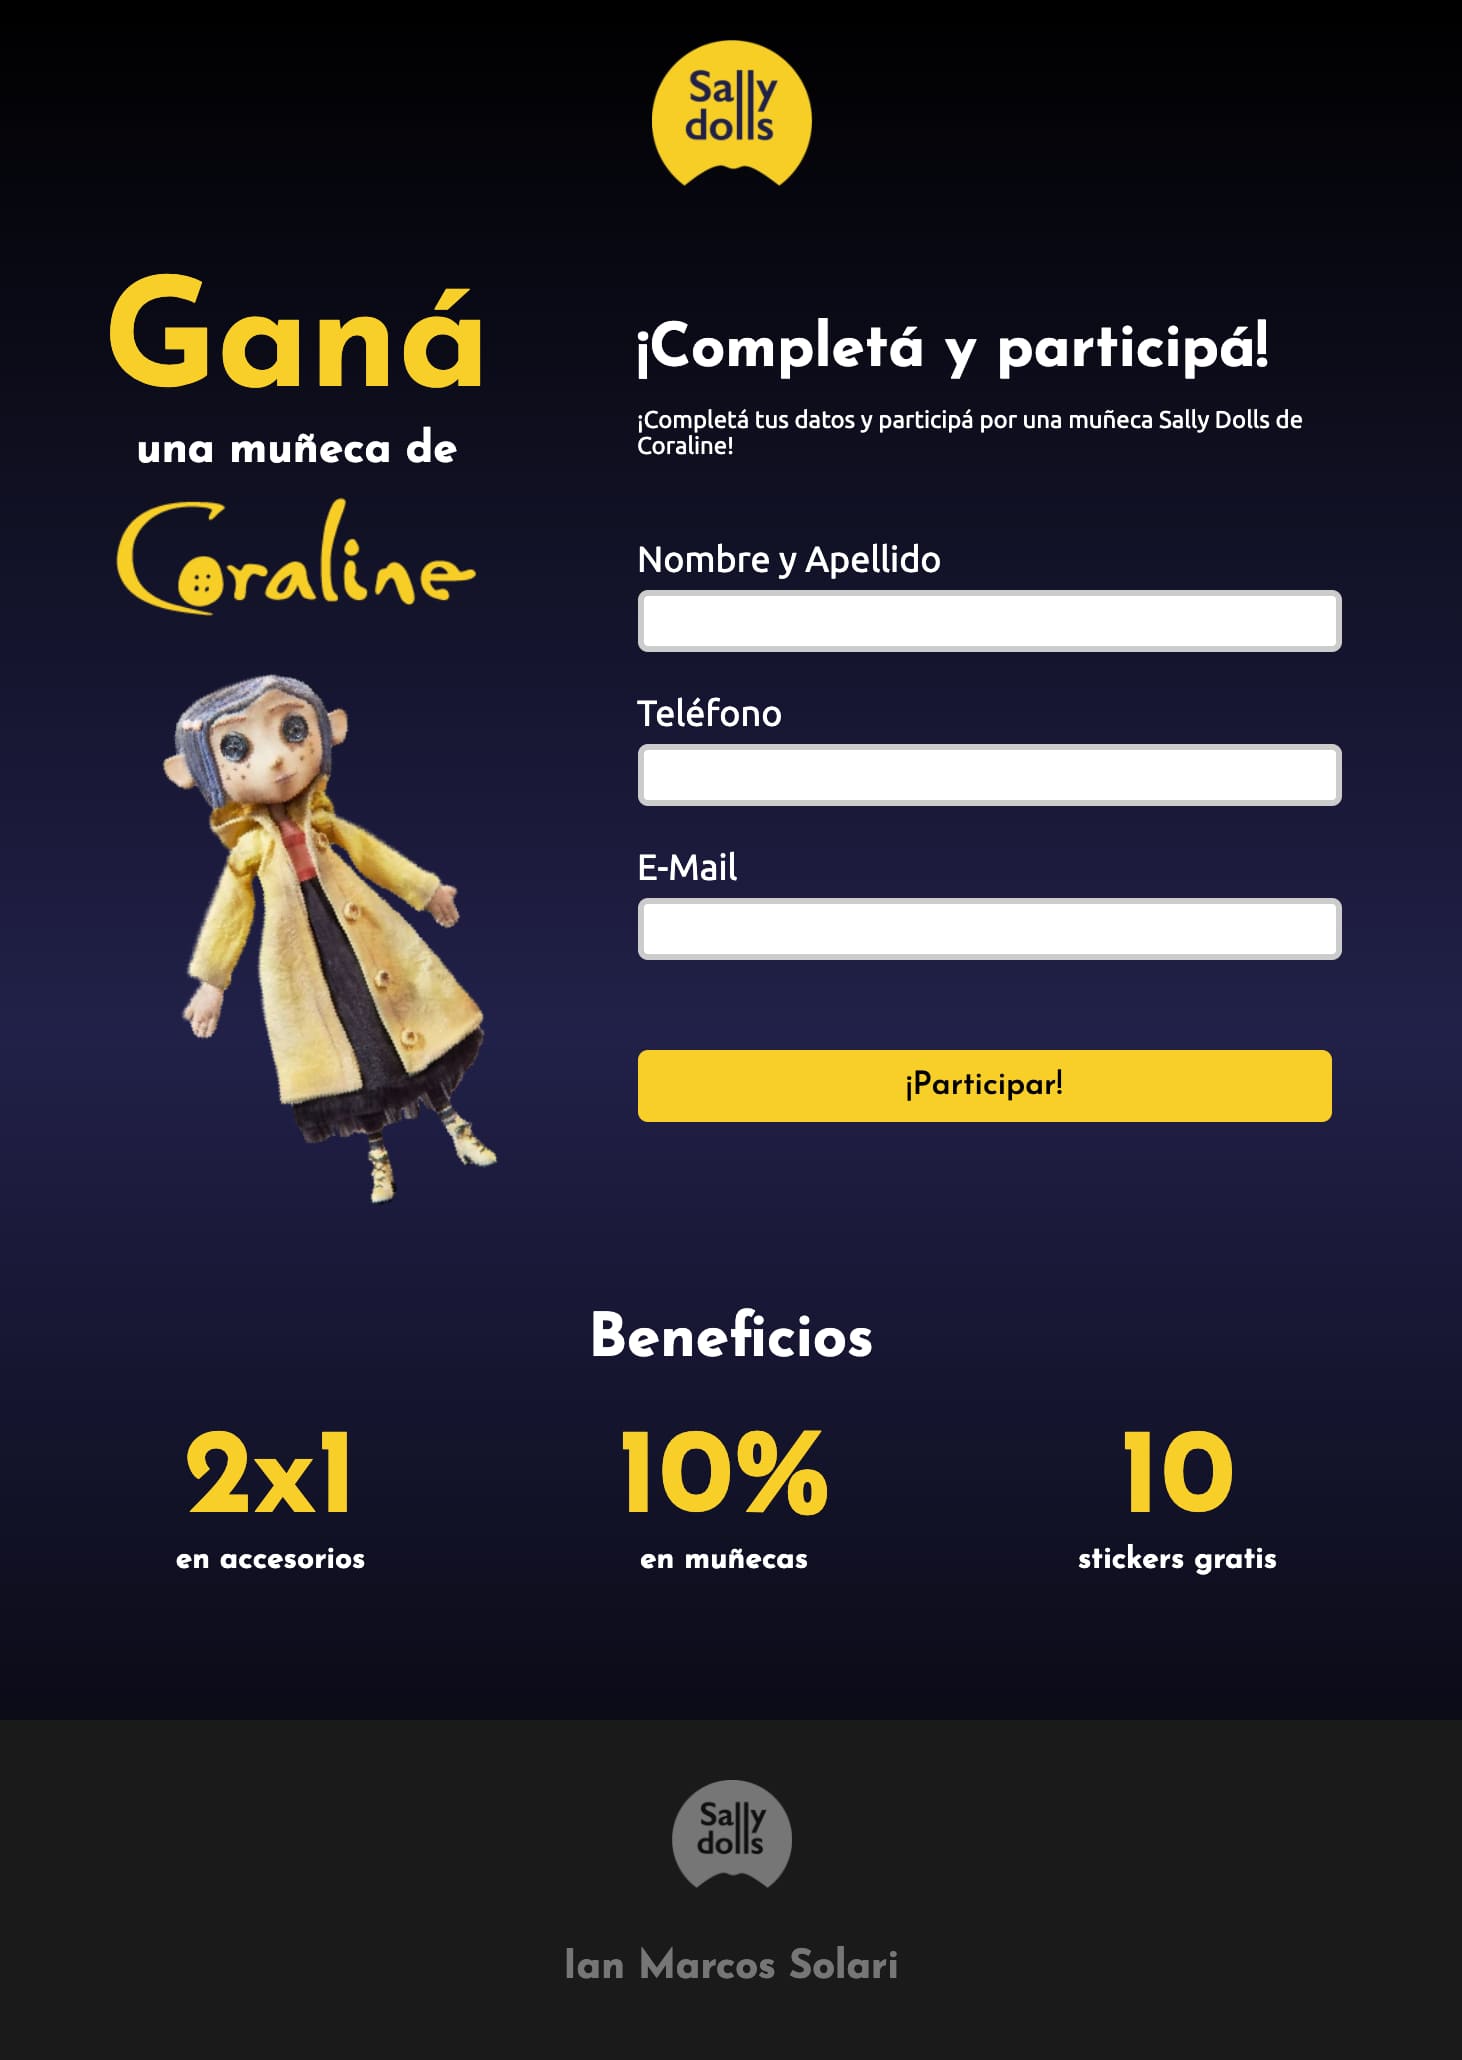 Sally
dolls
Ganá
una muñeca de
Coraline
¡Completá y participá!
¡Completá tus datos y participá por una muñeca Sally Dolls de
Coraline!
Nombre y Apellido
Teléfono
E-Mail
¡Participar!
Beneficios
2x1
en accesorios
10%
en muñecas
10
stickers gratis
Sally
dolls
Ian Marcos Solari